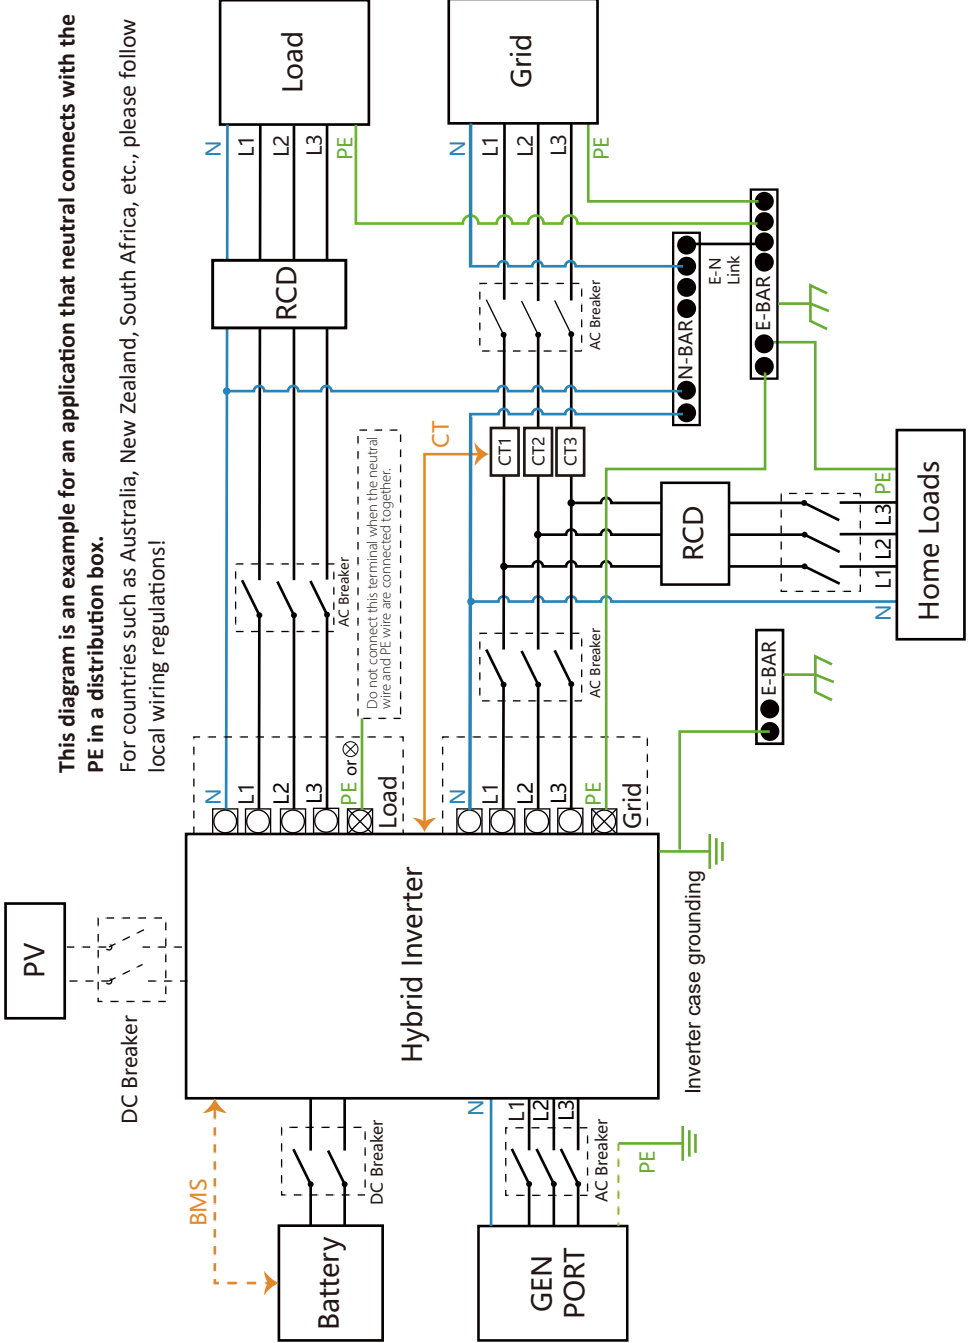 This diagram is an example for an application that neutral connects with the
PE in a distribution box.
For countries such as Australia, New Zealand, South Africa, etc., please follow
local wiring regulations!
PV
DC Breaker
BMS
Battery
DC Breaker
Hybrid Inverter
N
L1
L2
L3
PE or
Load
AC Breaker
Do not connect this terminal when the neutral
wire and PE wire are connected together.
RCD
N
L1
L2
L3
PE
Load
CT
GEN
PORT
N
L1
L2
L3
AC Breaker
PE
N
L1
L2
L3
PE
Grid
AC Breaker
CT1
CT2
CT3
AC Breaker
N
L1
L2
L3
PE
Grid
Inverter case grounding
E-BAR
RCD
N-BAR
E-N
Link
E-BAR
N
L1
L2
L3
PE
Home Loads